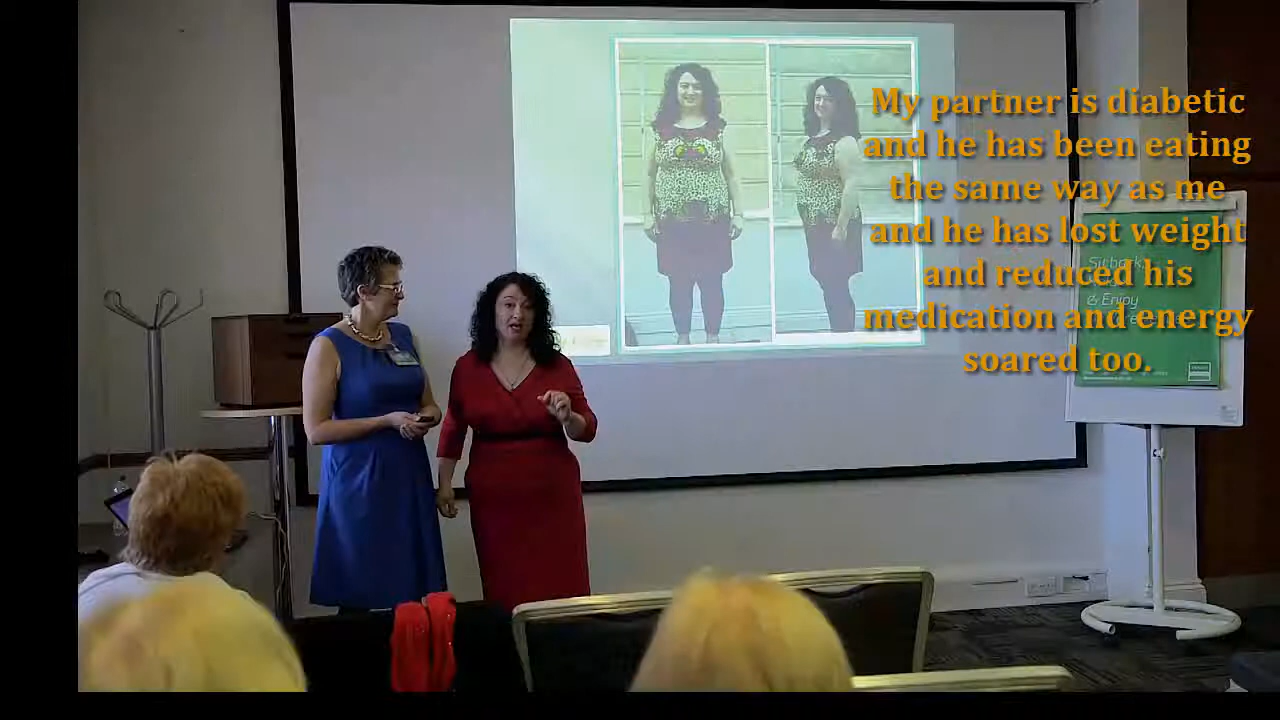 My partner is diabetic
and he has been eating
the same way as me
and he has lost weight
and reduced his
medication and energy
soared too.
& Enjoy